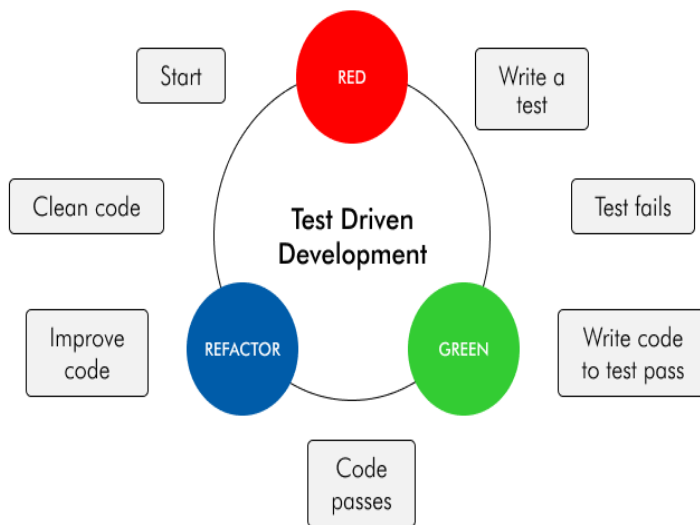 Start
RED
Write a
test
Clean code
Test Driven
Development
Test fails
Improve
code
REFACTOR
GREEN
Write code
to test pass
Code
passes